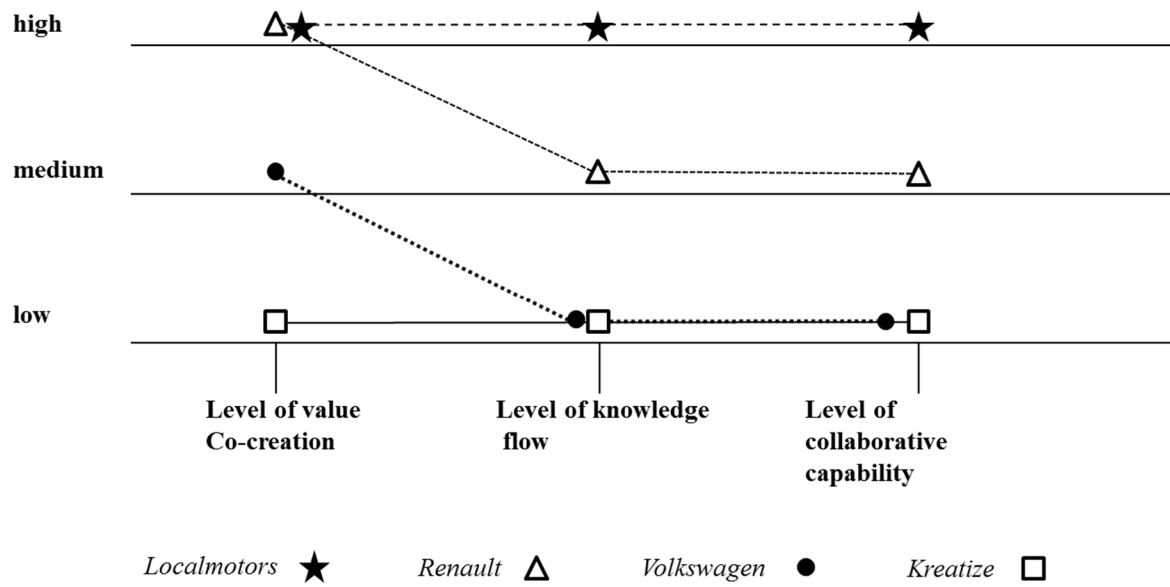 high
medium
low
Level of value
Co-creation
Level of knowledge
flow
Level of
collaborative
capability
Localmotors
Renault
Volkswagen
Kreatize